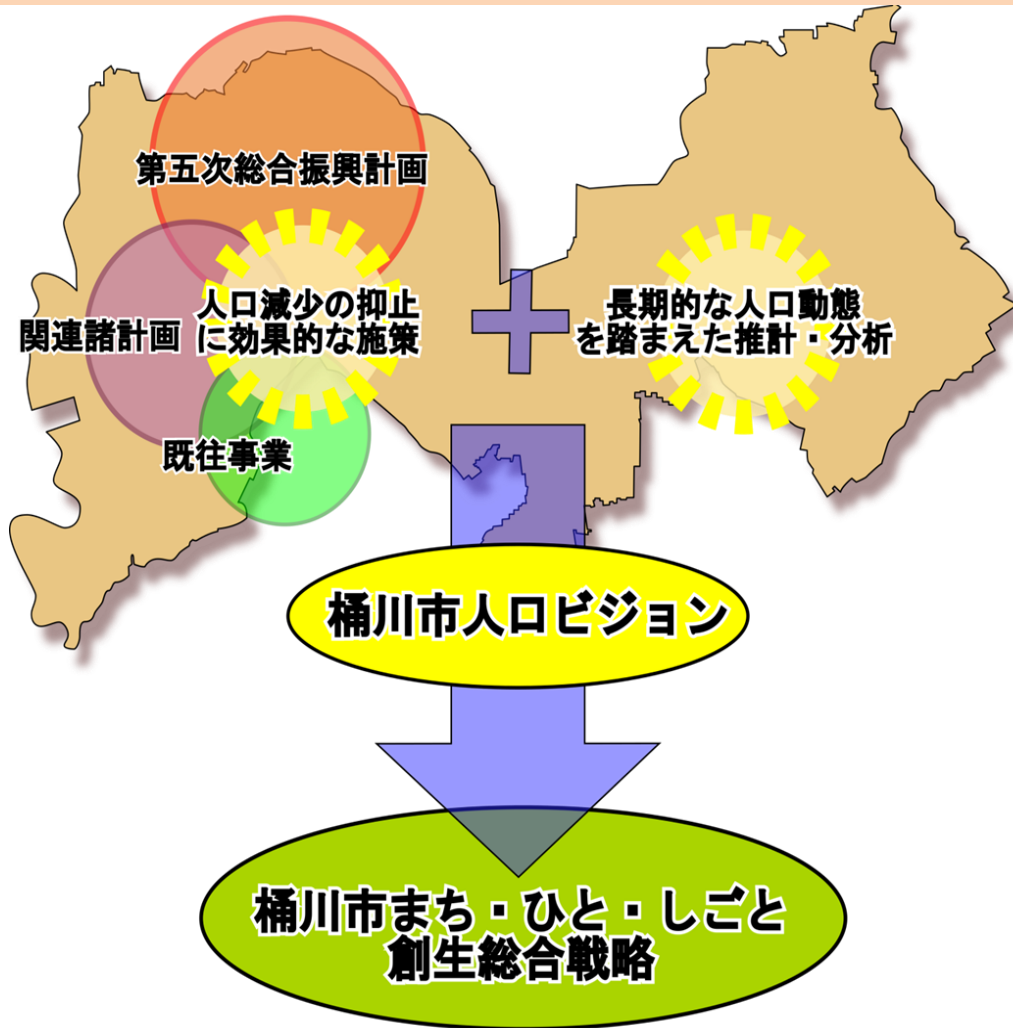 第五次総合振興計画
人口減少の抑止
に効果的な施策
長期的な人口動態
を踏まえた推計・分析
関連諸計画
既往事業
桶川市人口ビジョン
桶川市まち・ひと・しごと
創生総合戦略